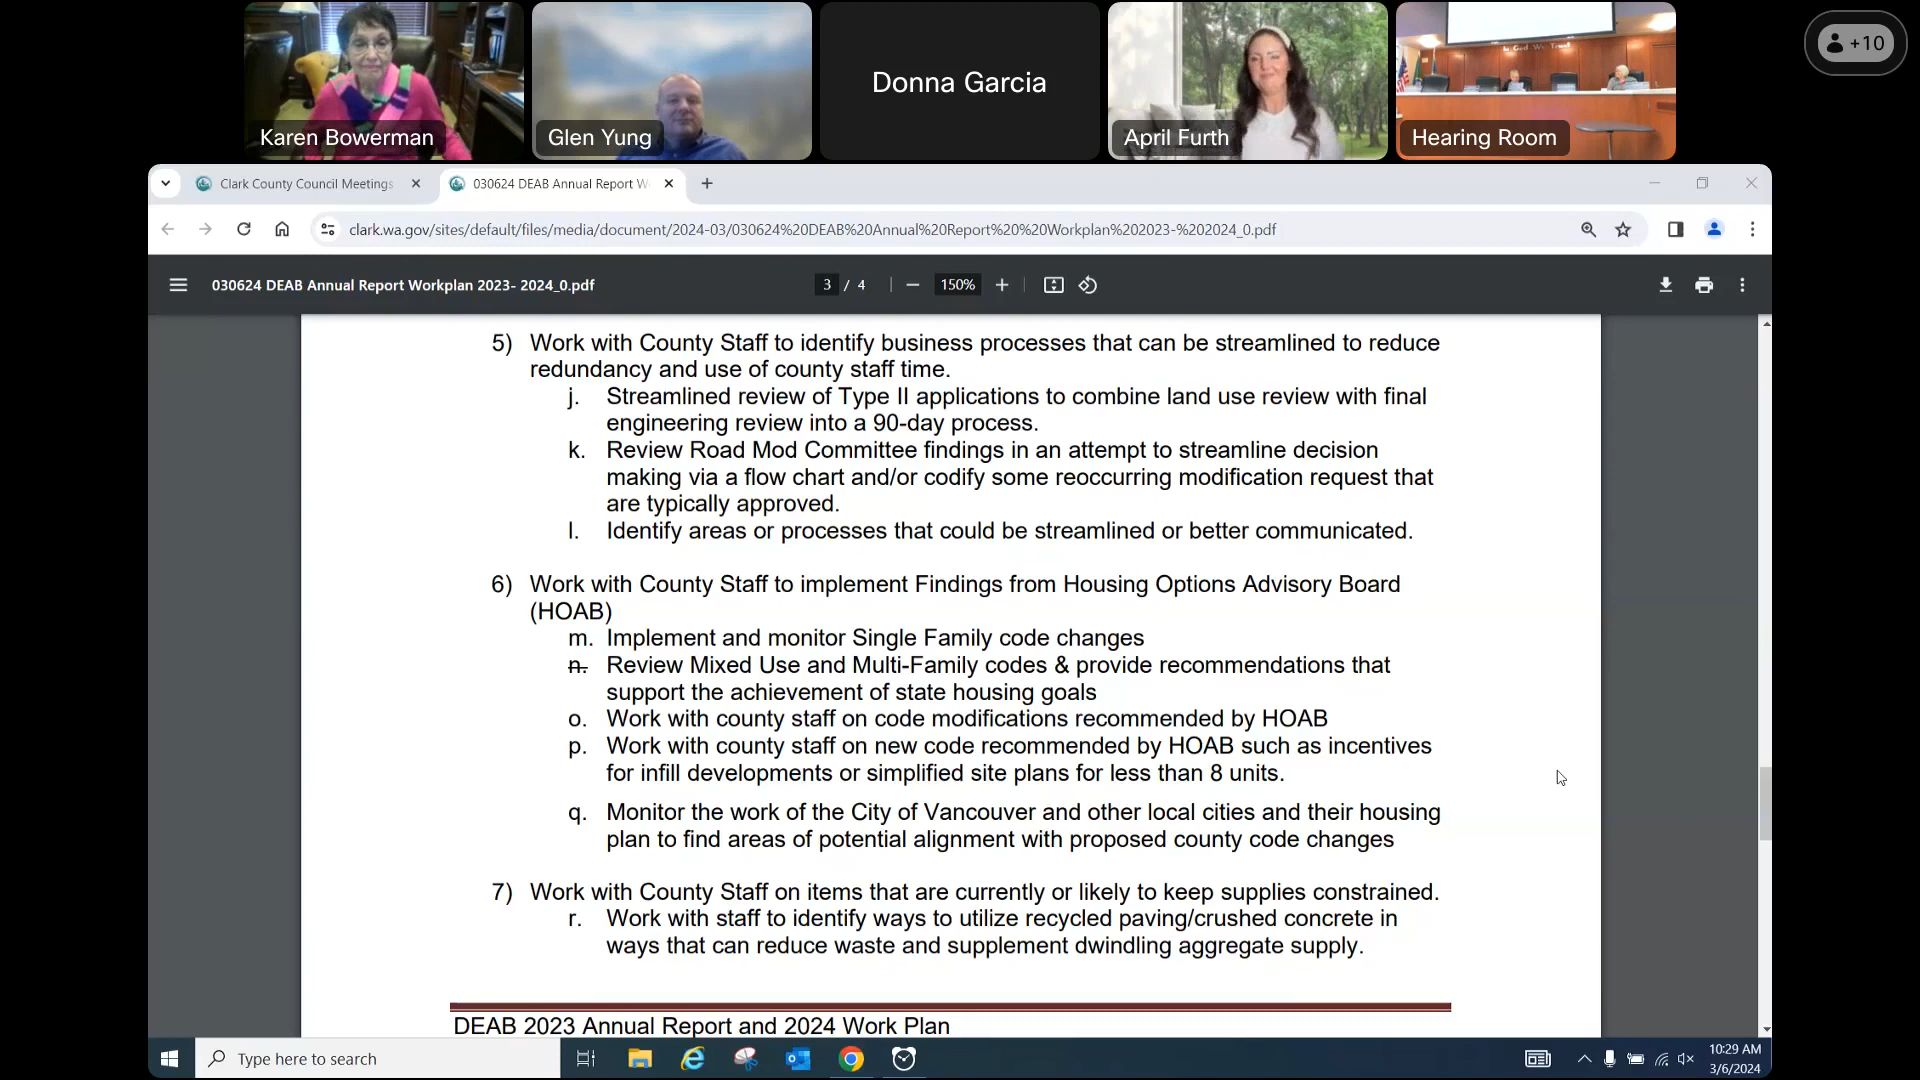 Karen Bowerman
Glen Yung
Donna Garcia
April Furth
In God We Trust
Hearing Room
+10
Clark County Council Meetings
030624 DEAB Annual Report W
clark.wa.gov/sites/default/files/media/document/2024-03/030624%20DEAB%20Annual%20Report%20%20Workplan%202023-%202024_0.pdf
030624 DEAB Annual Report Workplan 2023- 2024_0.pdf
3 / 4
150%
5) Work with County Staff to identify business processes that can be streamlined to reduce
redundancy and use of county staff time.
j. Streamlined review of Type II applications to combine land use review with final
engineering review into a 90-day process.
k. Review Road Mod Committee findings in an attempt to streamline decision
making via a flow chart and/or codify some reoccurring modification request that
are typically approved.
l. Identify areas or processes that could be streamlined or better communicated.
6) Work with County Staff to implement Findings from Housing Options Advisory Board
(HOAB)
m. Implement and monitor Single Family code changes
n. Review Mixed Use and Multi-Family codes & provide recommendations that
support the achievement of state housing goals
o. Work with county staff on code modifications recommended by HOAB
p. Work with county staff on new code recommended by HOAB such as incentives
for infill developments or simplified site plans for less than 8 units.
q. Monitor the work of the City of Vancouver and other local cities and their housing
plan to find areas of potential alignment with proposed county code changes
7) Work with County Staff on items that are currently or likely to keep supplies constrained.
r. Work with staff to identify ways to utilize recycled paving/crushed concrete in
ways that can reduce waste and supplement dwindling aggregate supply.
DEAB 2023 Annual Report and 2024 Work Plan
Type here to search
10:29 AM
3/6/2024